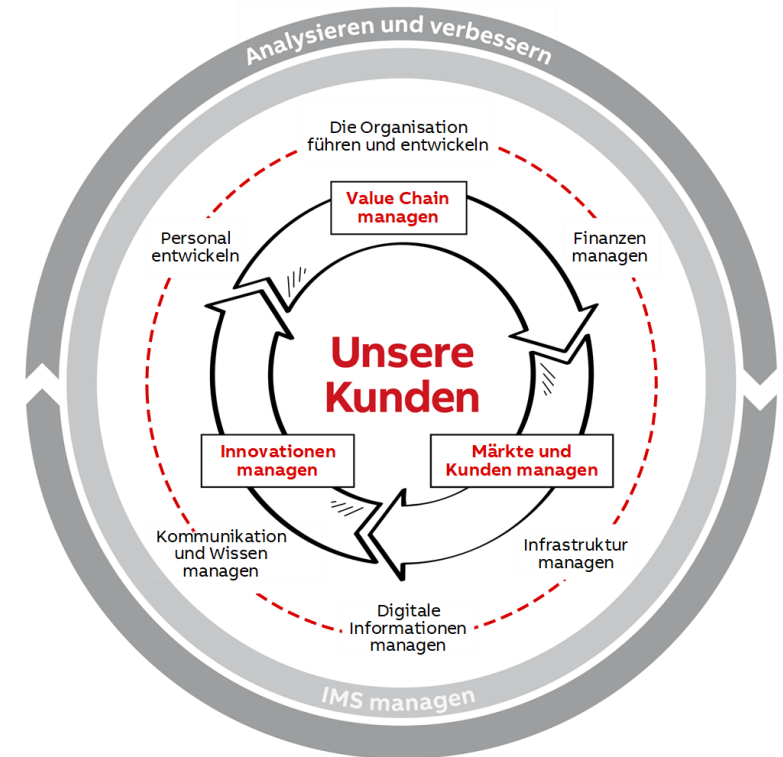 Analysieren und verbessern
Die Organisation
führen und entwickeln
Value Chain
managen
Personal
entwickeln
Finanzen
managen
Unsere
Kunden
Innovationen
managen
Märkte und
Kunden managen
Kommunikation
und Wissen
managen
Infrastruktur
managen
Digitale
Informationen
managen
IMS managen